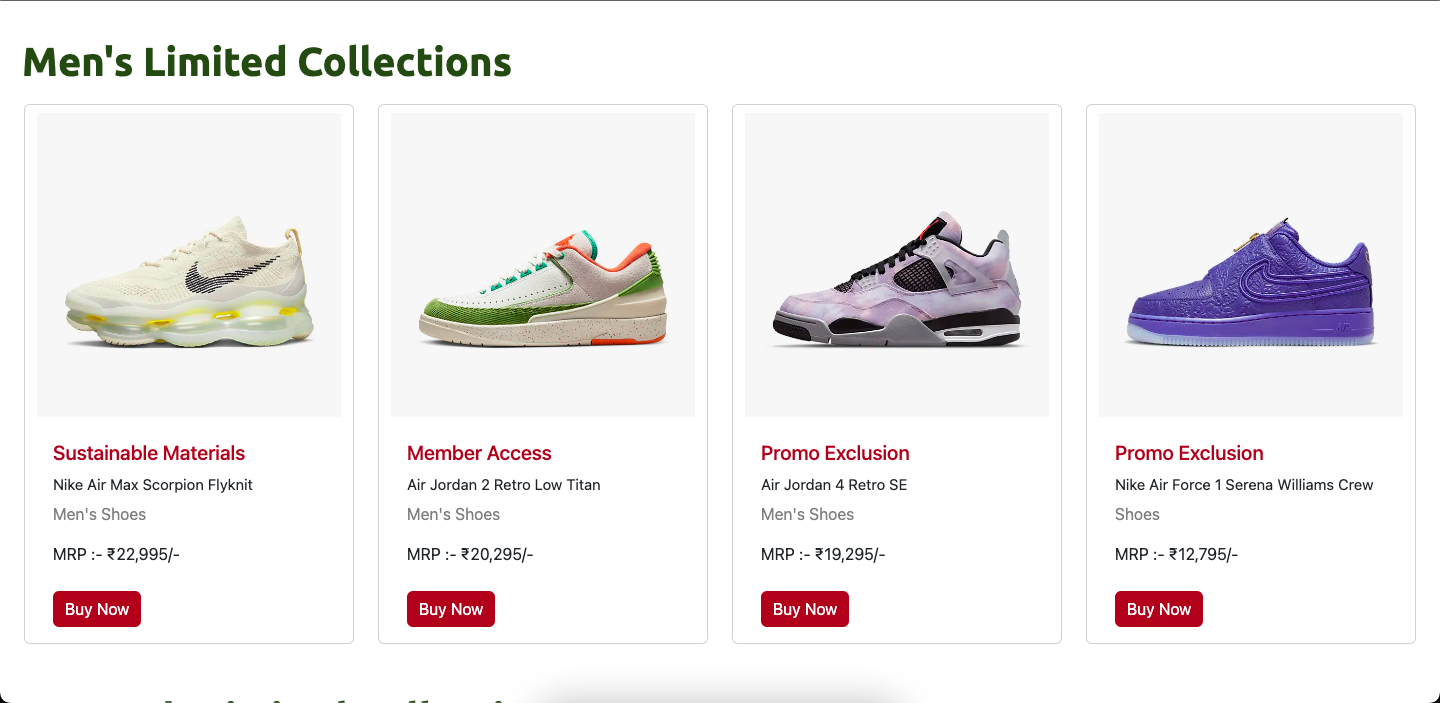 Men's Limited Collections
Sustainable Materials
Nike Air Max Scorpion Flyknit
Men's Shoes
MRP :- ₹22,995/-
Buy Now
Member Access
Air Jordan 2 Retro Low Titan
Men's Shoes
MRP :- ₹20,295/-
Buy Now
Promo Exclusion
Air Jordan 4 Retro SE
Men's Shoes
MRP :- ₹19,295/-
Buy Now
Promo Exclusion
Nike Air Force 1 Serena Williams Crew
Shoes
MRP :- ₹12,795/-
Buy Now